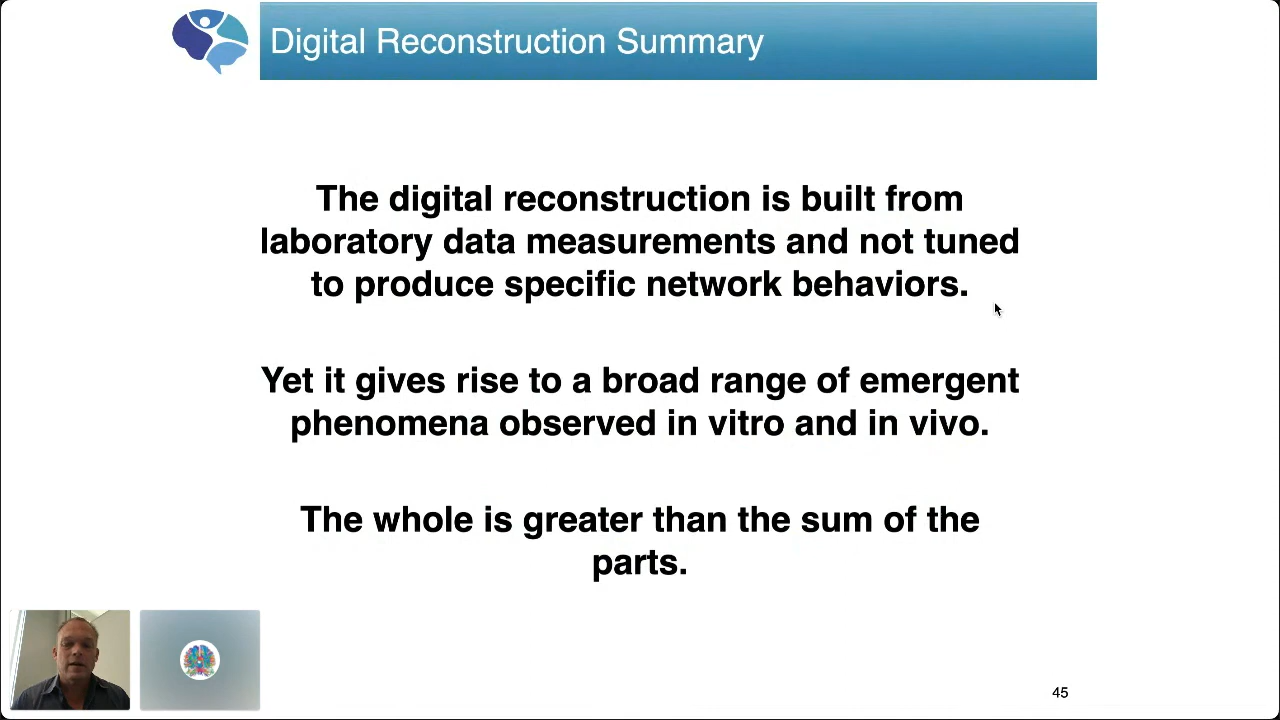 Digital Reconstruction Summary
The digital reconstruction is built from
laboratory data measurements and not tuned
to produce specific network behaviors.
Yet it gives rise to a broad range of emergent
phenomena observed in vitro and in vivo.
The whole is greater than the sum of the
parts.
45